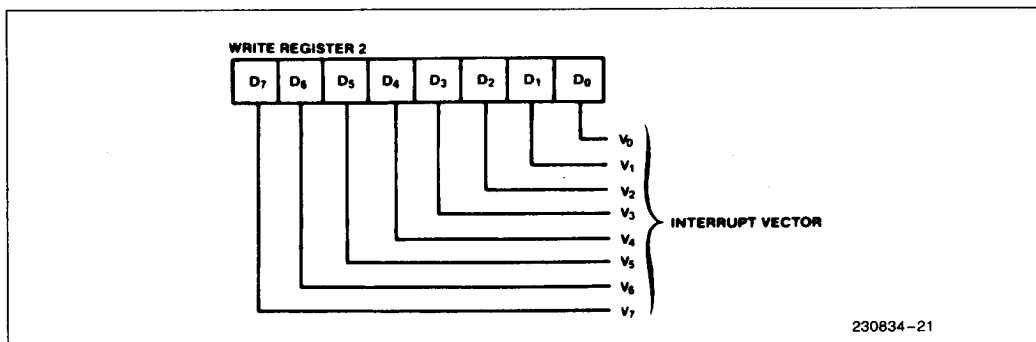 WRITE REGISTER 2
D7 D6 D5 D4 D3 D2 D1 D0
V0
V1
V2
V3
V4
V5
V6
V7
INTERRUPT VECTOR
230834–21